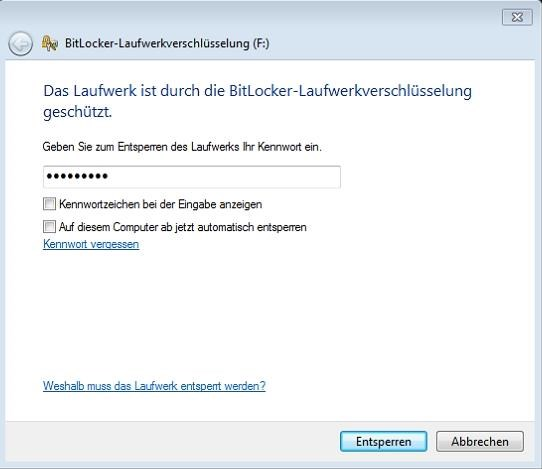 BitLocker-Laufwerkverschlüsselung (F:)
Das Laufwerk ist durch die BitLocker-Laufwerkverschlüsselung
geschützt.
Geben Sie zum Entsperren des Laufwerks Ihr Kennwort ein.
•••••••••
Kennwortzeichen bei der Eingabe anzeigen
Auf diesem Computer ab jetzt automatisch entsperren
Kennwort vergessen
Weshalb muss das Laufwerk entsperrt werden?
Entsperren Abbrechen